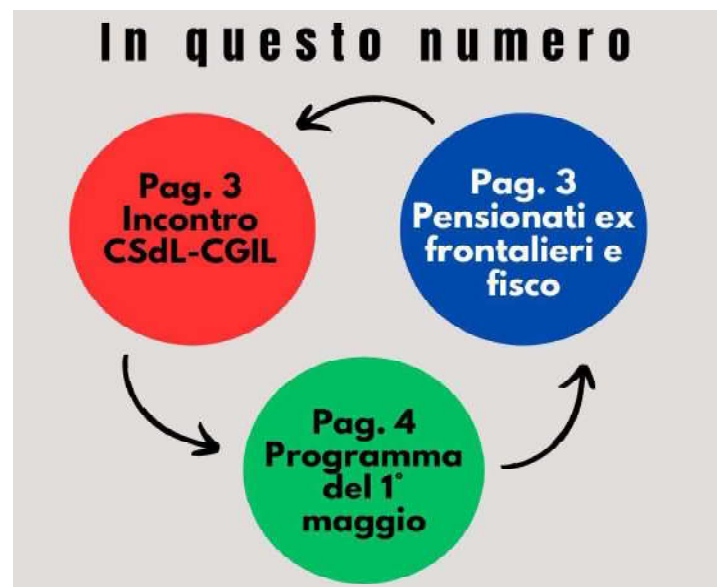 In questo numero
Pag. 3
Incontro
CSdL-CGIL
Pag. 3
Pensionati ex
frontalieri e
fisco
Pag. 4
Programma
del 1°
maggio